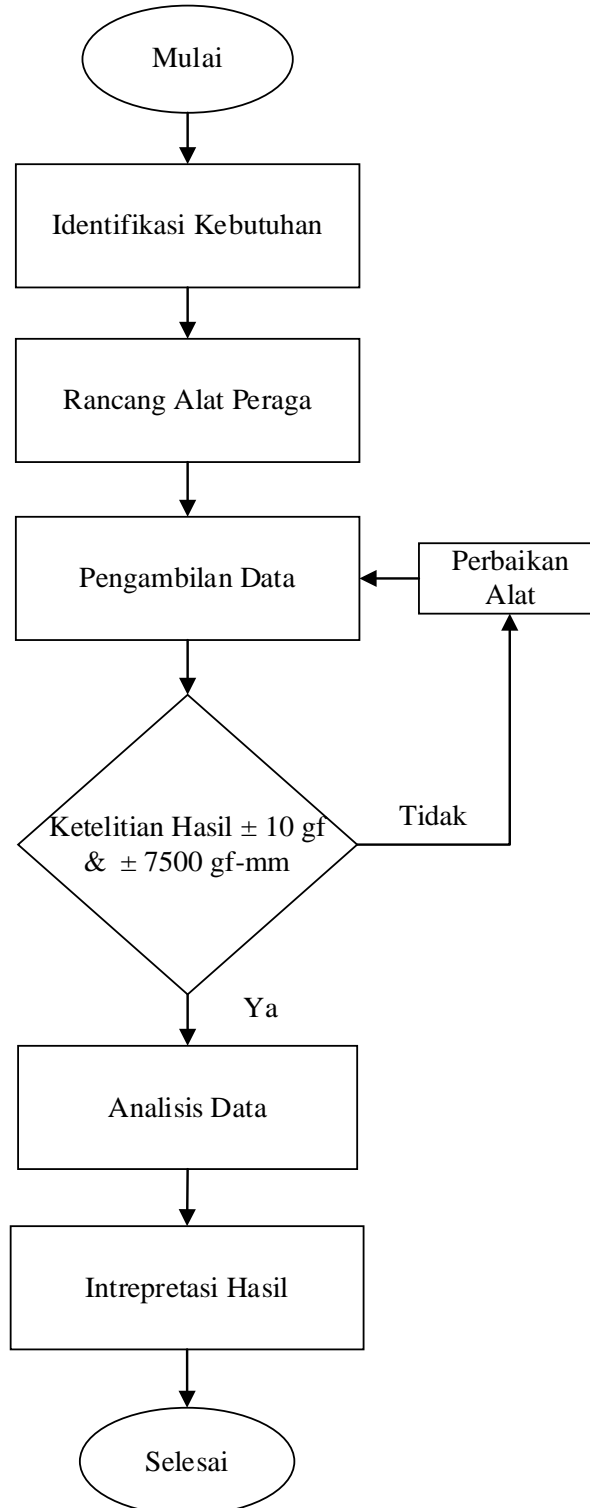 Mulai
Identifikasi Kebutuhan
Rancang Alat Peraga
Pengambilan Data
Perbaikan
Alat
Ketelitian Hasil ± 10 gf
& ± 7500 gf-mm
Tidak
Ya
Analisis Data
Intrepretasi Hasil
Selesai